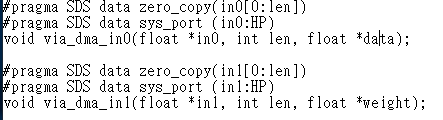 #pragma SDS data zero_copy(in0[0:len])
#pragma SDS data sys_port (in0:HP)
void via_dma_in0(float *in0, int len, float *data);
#pragma SDS data zero_copy(in1[0:len])
#pragma SDS data sys_port (in1:HP)
void via_dma_in1(float *in1, int len, float *weight);